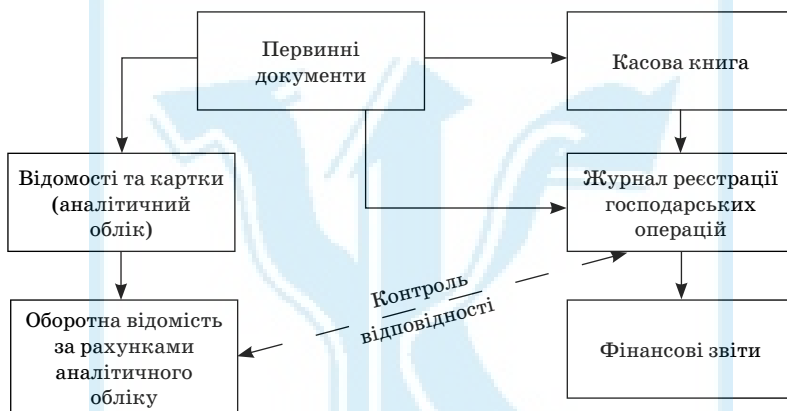 Первинні
документи
Касова книга
Відомості та картки
(аналітичний
облік)
Журнал реєстрації
господарських
операцій
Контроль
відповідності
Оборотна відомість
за рахунками
аналітичного
обліку
Фінансові звіти